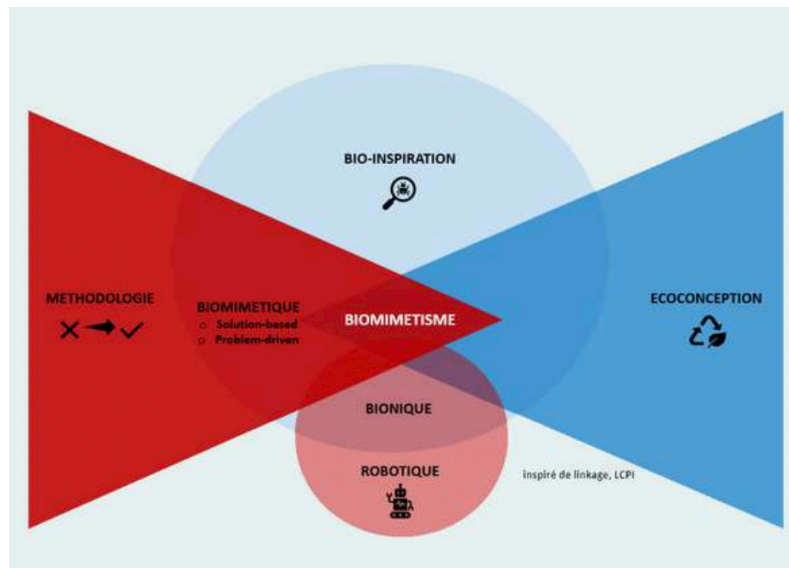 BIO-INSPIRATION
METHODOLOGIE
BIOMIMETIQUE
o Solution-based
o Problem-driven
BIOMIMETISME
ECOCONCEPTION
BIONIQUE
ROBOTIQUE
inspiré de linkage, LCPI